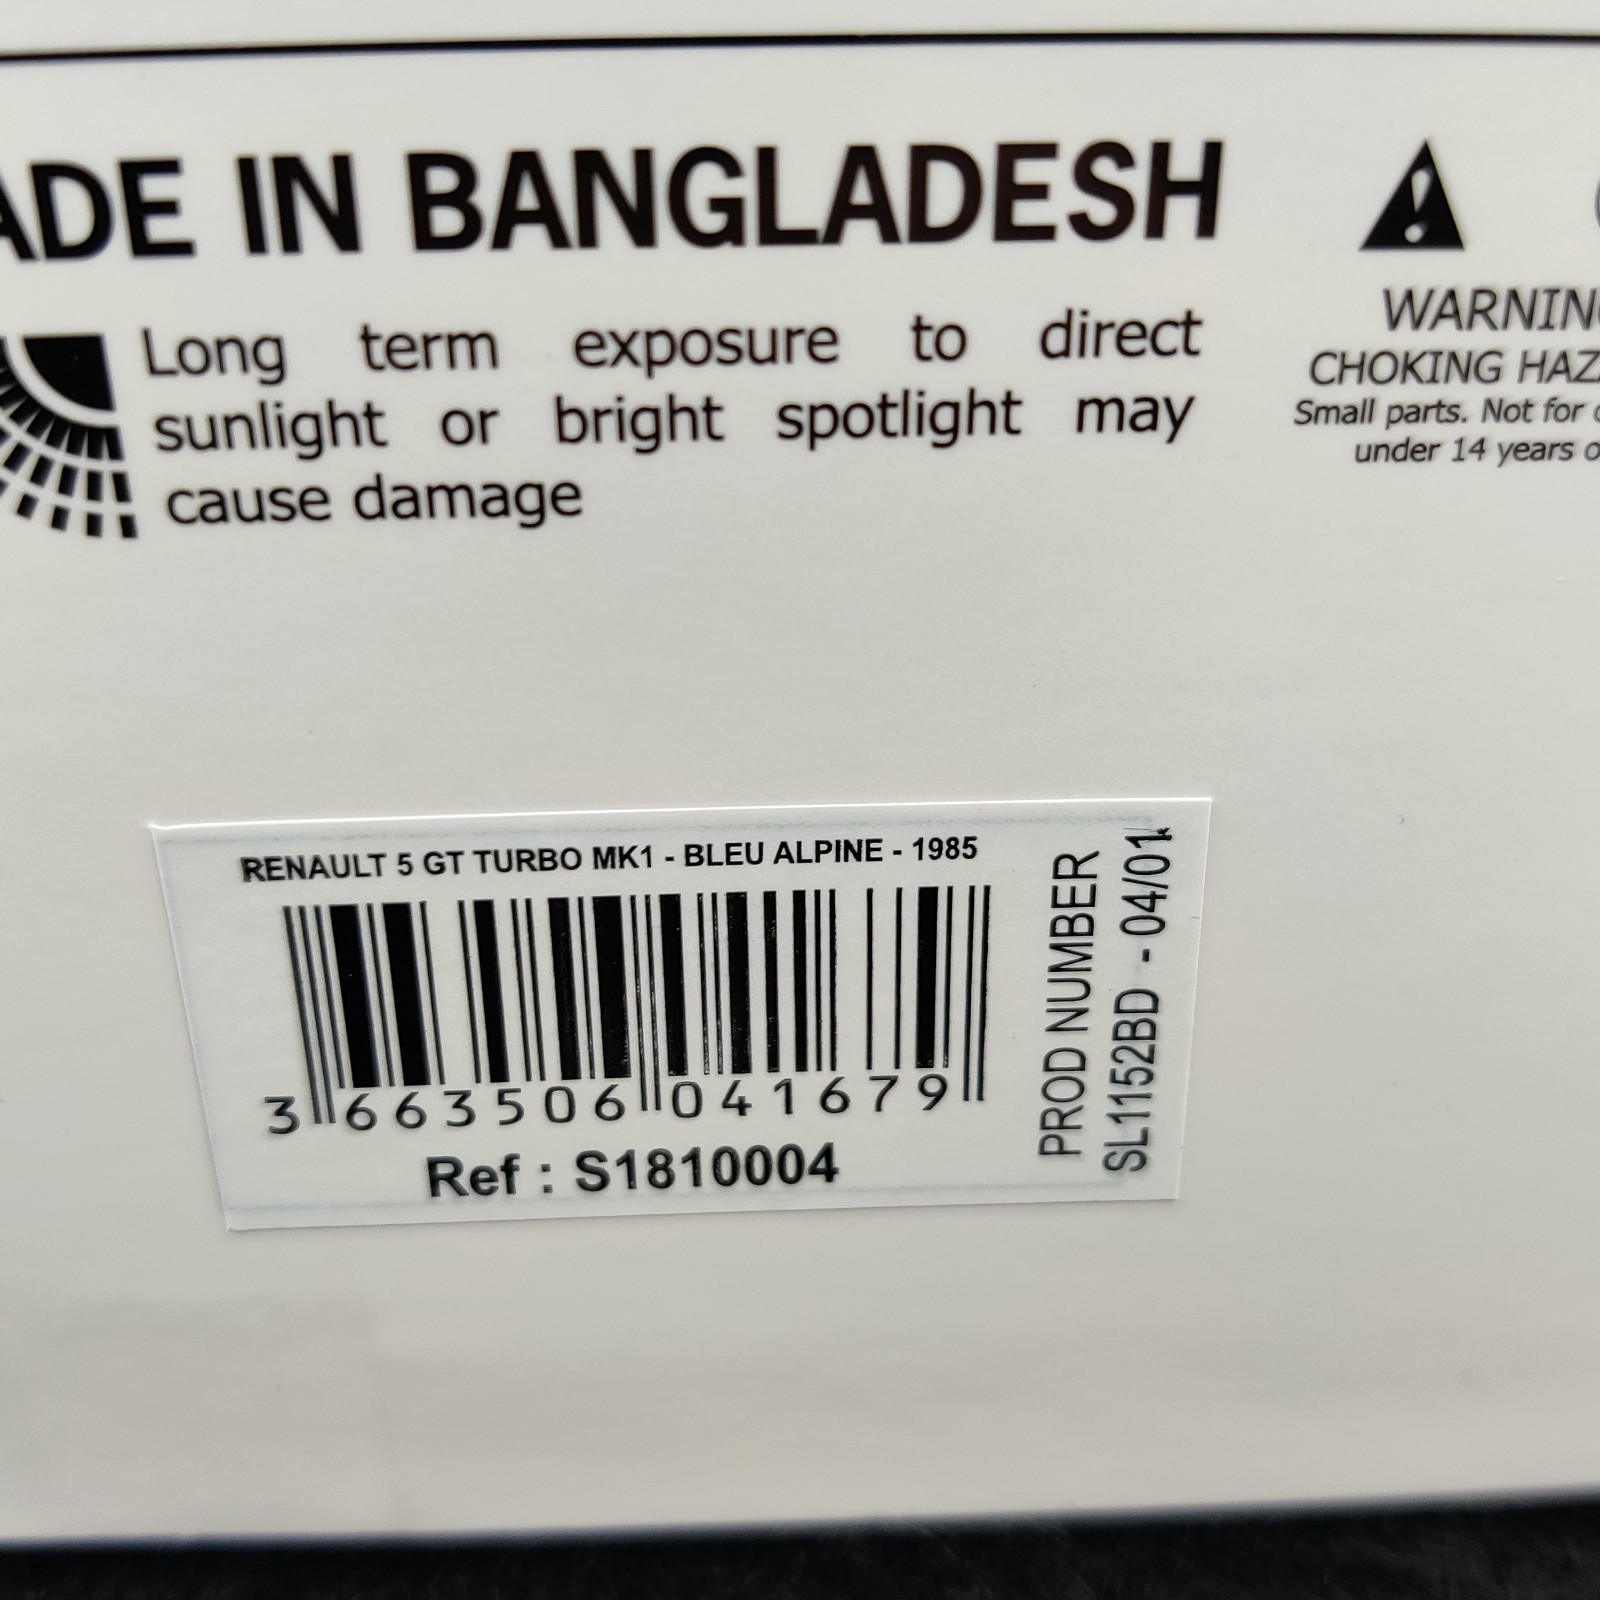 ADE IN BANGLADESH
Long term exposure to direct
sunlight or bright spotlight may
cause damage
WARNING
CHOKING HAZA
Small parts. Not for c
under 14 years o
RENAULT 5 GT TURBO MK1 - BLEU ALPINE - 1985
3 663506 041679
Ref : S1810004
PROD NUMBER
SL1152BD - 04/01